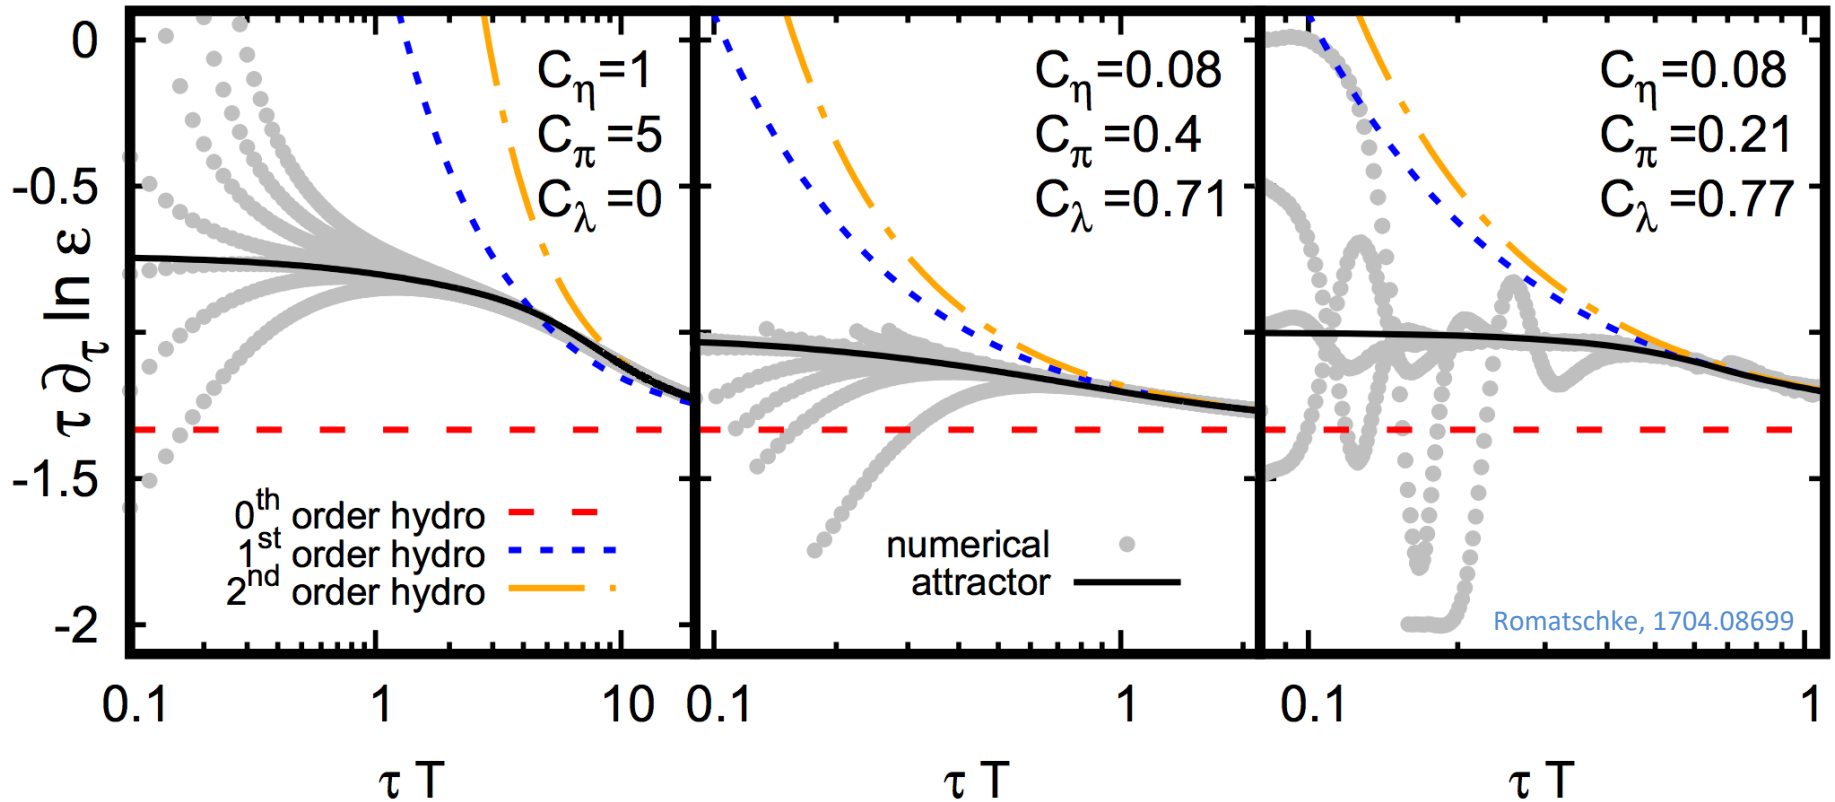 0
-0.5
-1.5
-2
τ ∂τ ln ε
Cη=1
Cπ=5
Cλ=0
0th order hydro
1st order hydro
2nd order hydro
0.1
1
10
τ T
Cη=0.08
Cπ=0.4
Cλ=0.71
numerical
attractor
0.1
1
τ T
Cη=0.08
Cπ=0.21
Cλ=0.77
Romatschke, 1704.08699
0.1
1
τ T